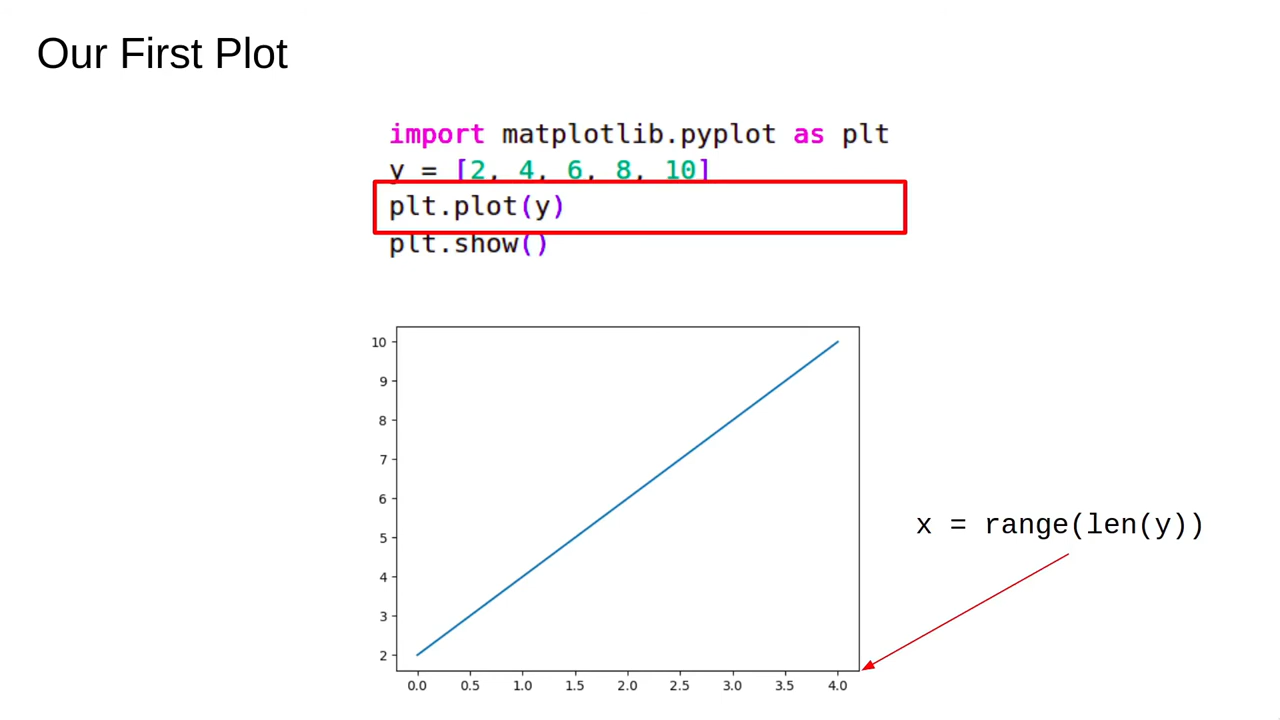 Our First Plot
import matplotlib.pyplot as plt
y = [2, 4, 6, 8, 10]
plt.plot(y)
plt.show()
10
9
8
7
6
5
4
3
2
x = range(len(y))
0.0 0.5 1.0 1.5 2.0 2.5 3.0 3.5 4.0